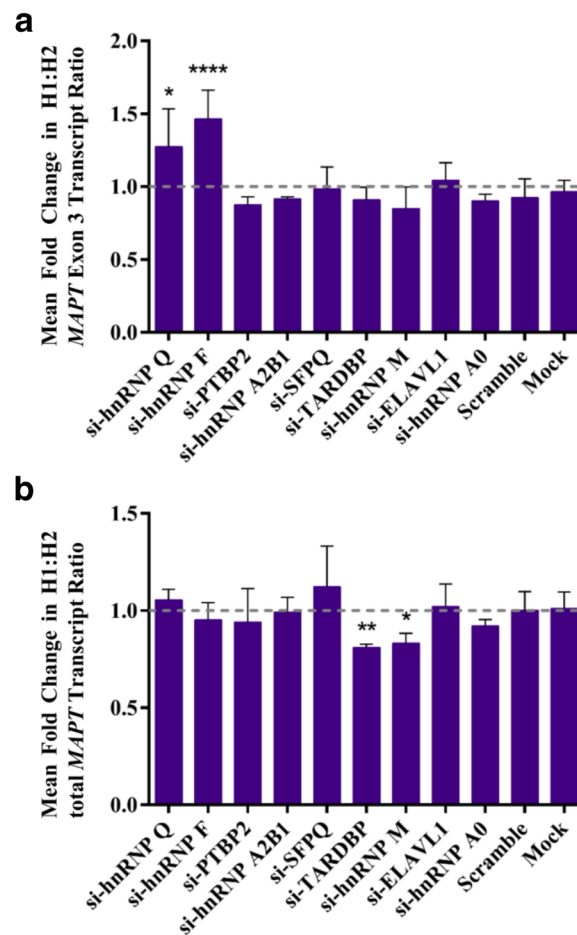 a
Mean Fold Change in H1:H2
MAPT Exon 3 Transcript Ratio
2.0
1.5
1.0
0.5
0.0
*
****
si-hnRNP Q
si-hnRNP F
si-PTBP2
si-hnRNP A2B1
si-SFPQ
si-TARDBP
si-hnRNP M
si-ELAVL1
si-hnRNP A0
Scramble
Mock
b
Mean Fold Change in H1:H2
total MAPT Transcript Ratio
1.5
1.0
0.5
0.0
**
*
si-hnRNP Q
si-hnRNP F
si-PTBP2
si-hnRNP A2B1
si-SFPQ
si-TARDBP
si-hnRNP M
si-ELAVL1
si-hnRNP A0
Scramble
Mock